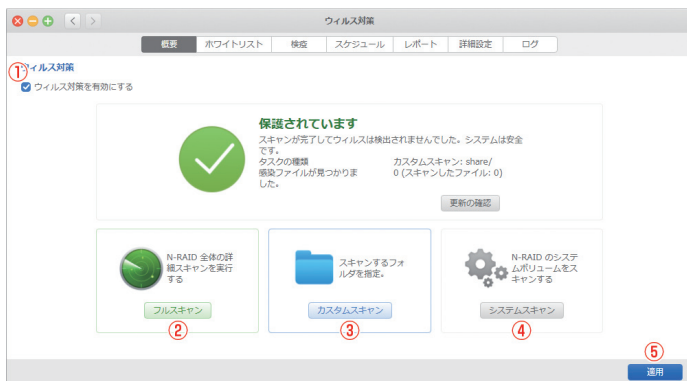 ウィルス対策
概要 ホワイトリスト 検疫 スケジュール レポート 詳細設定 ログ
①
ウィルス対策
ウィルス対策を有効にする
保護されています
スキャンが完了してウィルスは検出されませんでした。システムは安全
です。
タスクの種類 カスタムスキャン: share/
感染ファイルが見つかりま 0 (スキャンしたファイル: 0)
した。
更新の確認
N-RAID 全体の詳
細スキャンを実行
する
フルスキャン
②
スキャンするフォ
ルダを指定。
カスタムスキャン
③
N-RAID のシステ
ムボリュームをス
キャンする
システムスキャン
④
⑤
適用